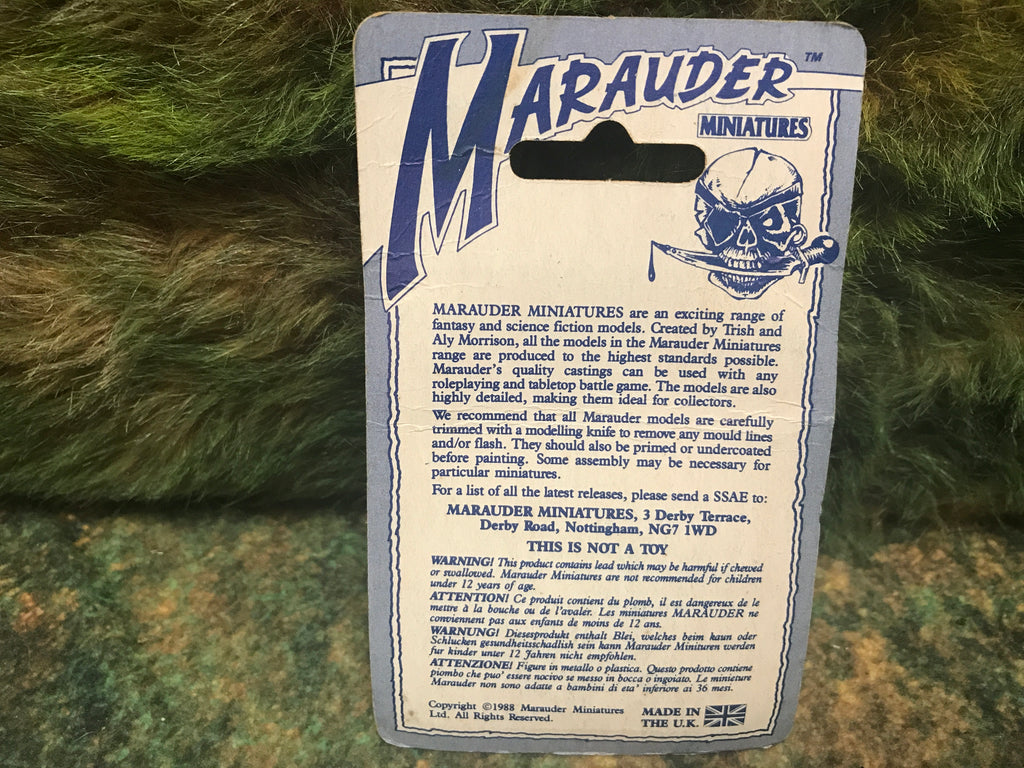 MARAUDER™
MINIATURES
MARAUDER MINIATURES are an exciting range of
fantasy and science fiction models. Created by Trish and
Aly Morrison, all the models in the Marauder Miniatures
range are produced to the highest standards possible.
Marauder's quality castings can be used with any
roleplaying and tabletop battle game. The models are also
highly detailed, making them ideal for collectors.
We recommend that all Marauder models are carefully
trimmed with a modelling knife to remove any mould lines
and/or flash. They should also be primed or undercoated
before painting. Some assembly may be necessary for
particular miniatures.
For a list of all the latest releases, please send a SSAE to:
MARAUDER MINIATURES, 3 Derby Terrace,
Derby Road, Nottingham, NG7 1WD
THIS IS NOT A TOY
WARNING! This product contains lead which may be harmful if chewed
or swallowed. Marauder Miniatures are not recommended for children
under 12 years of age.
ATTENTION! Ce produit contient du plomb, il est dangereux de le
mettre à la bouche ou de l'avaler. Les miniatures MARAUDER ne
conviennent pas aux enfants de moins de 12 ans.
WARNUNG! Diesesprodukt enthalt Blei, welches beim kaun oder
Schlucken gesundheitsschadlish sein kann Marauder Minituren werden
fur kinder unter 12 Jahren nicht empfohlen.
ATTENZIONE! Figure in metallo o plastica. Questo prodotto contiene
piombo che puo' essere nocivo se messo in bocca o ingoiato. Le miniature
Marauder non sono adatte a bambini di eta' inferiore ai 36 mesi.
Copyright ©1988 Marauder Miniatures
Ltd. All Rights Reserved.
MADE IN
THE U.K.